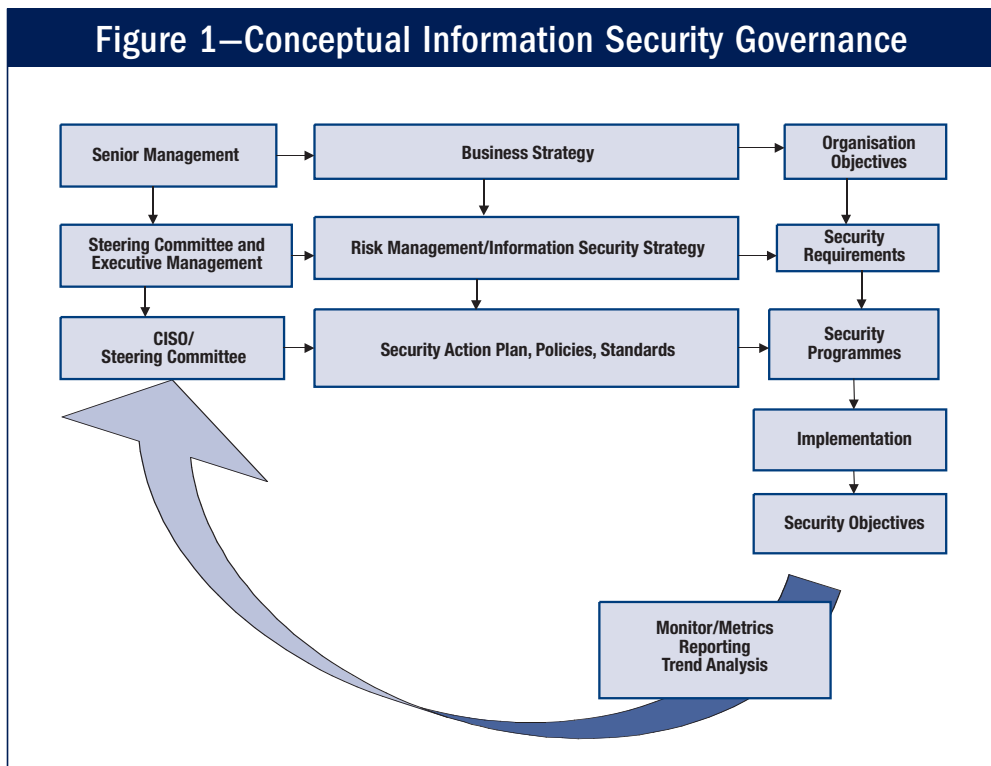 Figure 1—Conceptual Information Security Governance
Senior Management
Business Strategy
Organisation
Objectives
Steering Committee and
Executive Management
Risk Management/Information Security Strategy
Security
Requirements
CISO/
Steering Committee
Security Action Plan, Policies, Standards
Security
Programmes
Implementation
Security Objectives
Monitor/Metrics
Reporting
Trend Analysis